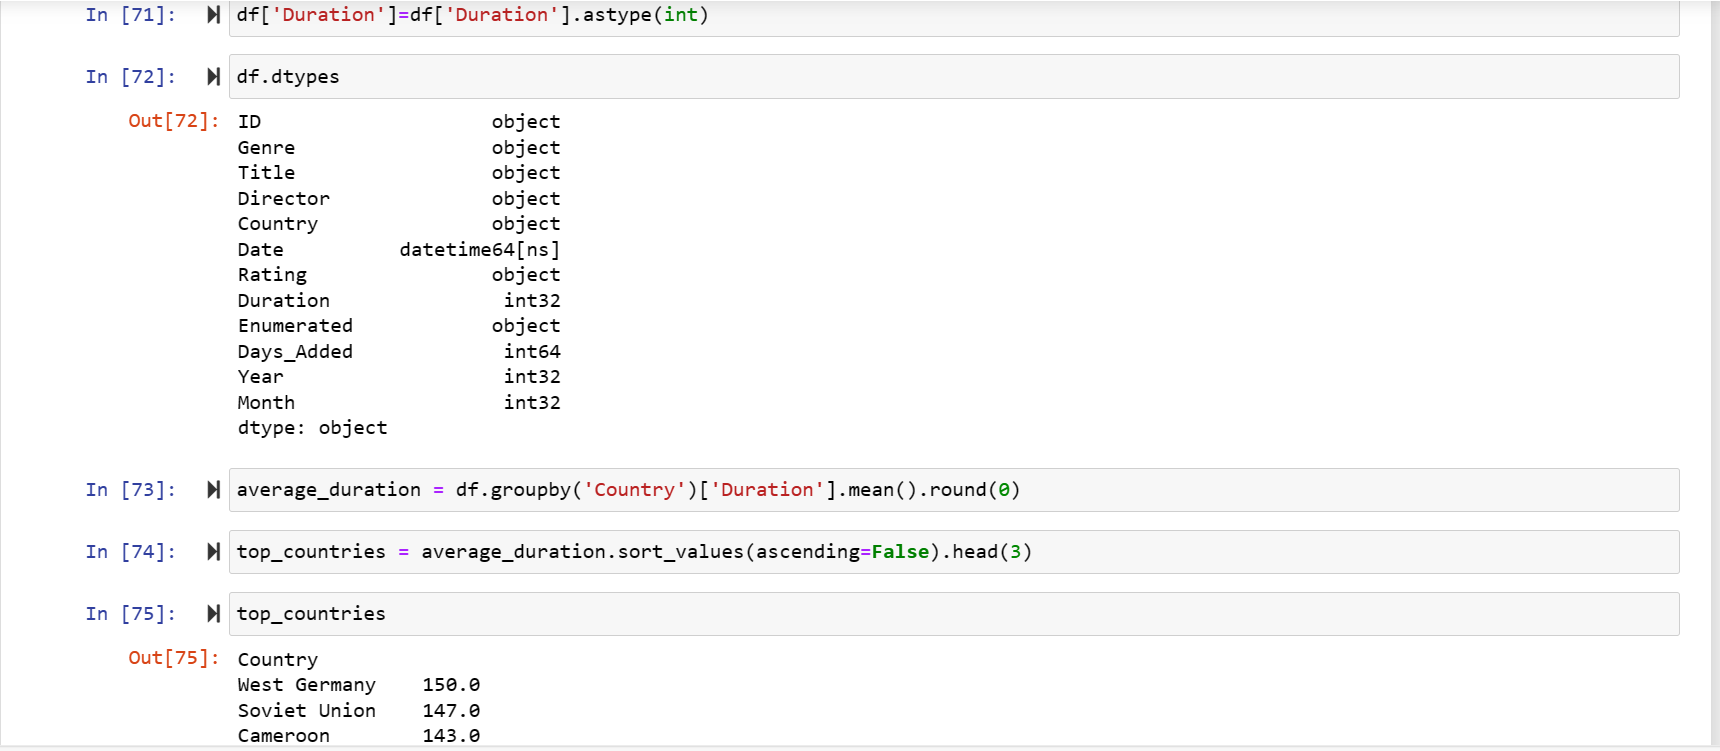 In [71]: df['Duration']=df['Duration'].astype(int)
In [72]: df.dtypes
Out[72]: ID object
Genre object
Title object
Director object
Country object
Date datetime64[ns]
Rating object
Duration int32
Enumerated object
Days_Added int64
Year int32
Month int32
dtype: object
In [73]: average_duration = df.groupby('Country')['Duration'].mean().round(0)
In [74]: top_countries = average_duration.sort_values(ascending=False).head(3)
In [75]: top_countries
Out[75]: Country
West Germany 150.0
Soviet Union 147.0
Cameroon 143.0